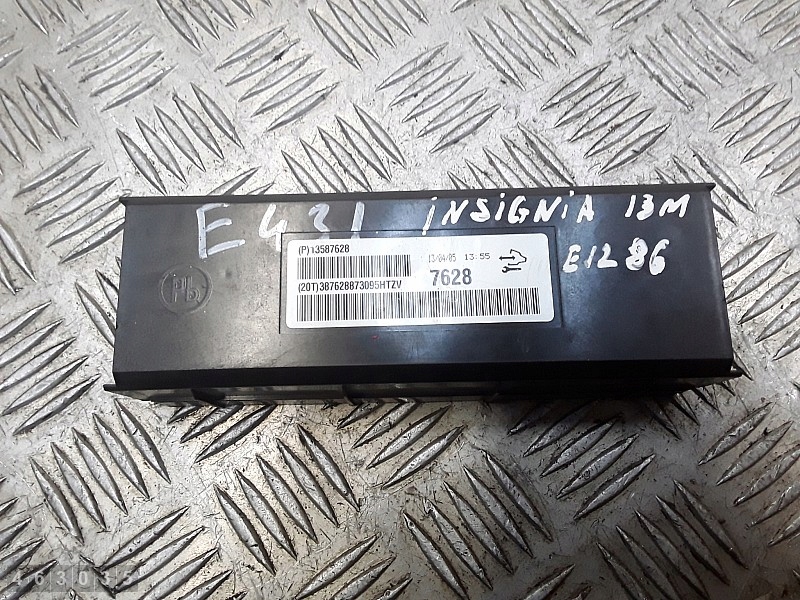 E431 iNSiGNiA 13M
E1286
(P)13587628
13/04/05 13:55
(20T)387628873095HTZV
7628
Pb
463035